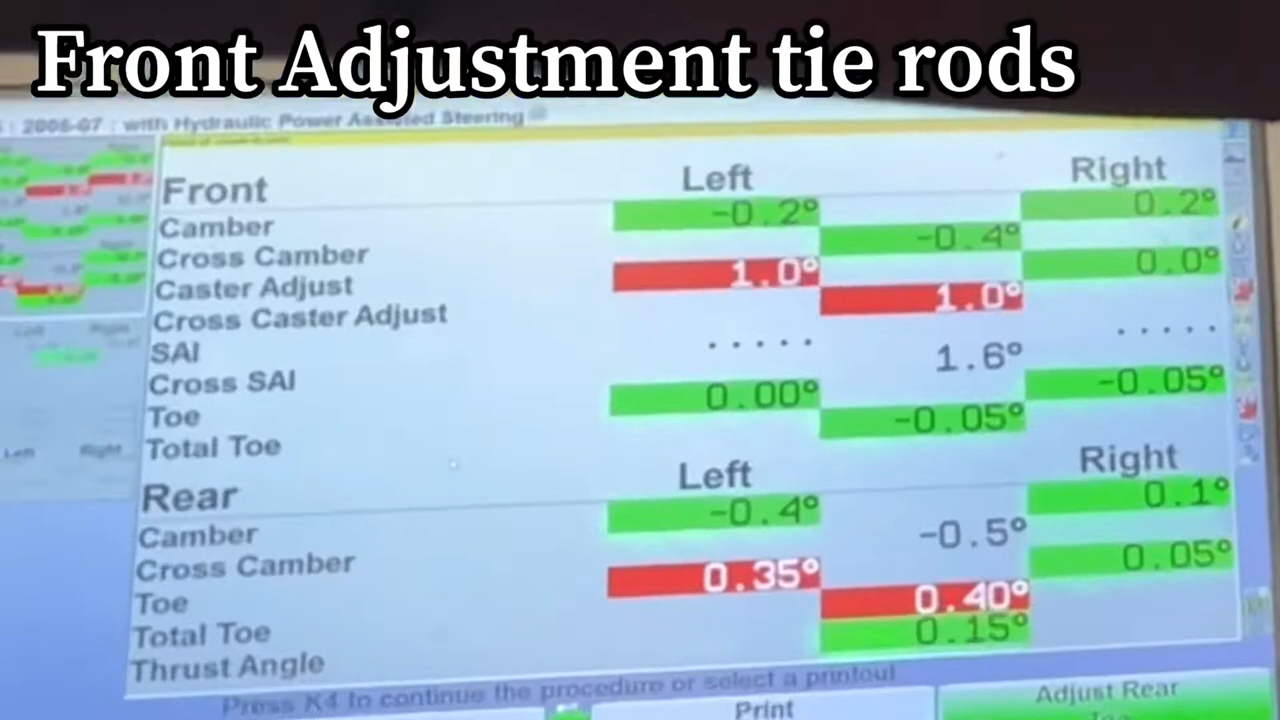 Front Adjustment tie rods
: 2006-07 : with Hydraulic Power Assisted Steering
Front Left Right
Camber -0.2° 0.2°
Cross Camber -0.4°
Caster Adjust 1.0° 0.0°
Cross Caster Adjust 1.0°
SAI ..... .....
Cross SAI 1.6°
Toe 0.00° -0.05°
Total Toe -0.05°
Rear Left Right
Camber -0.4° 0.1°
Cross Camber -0.5°
Toe 0.35° 0.05°
Total Toe 0.40°
Thrust Angle 0.15°
Left Right
Press K4 to continue the procedure or select a printout
Print
Adjust Rear